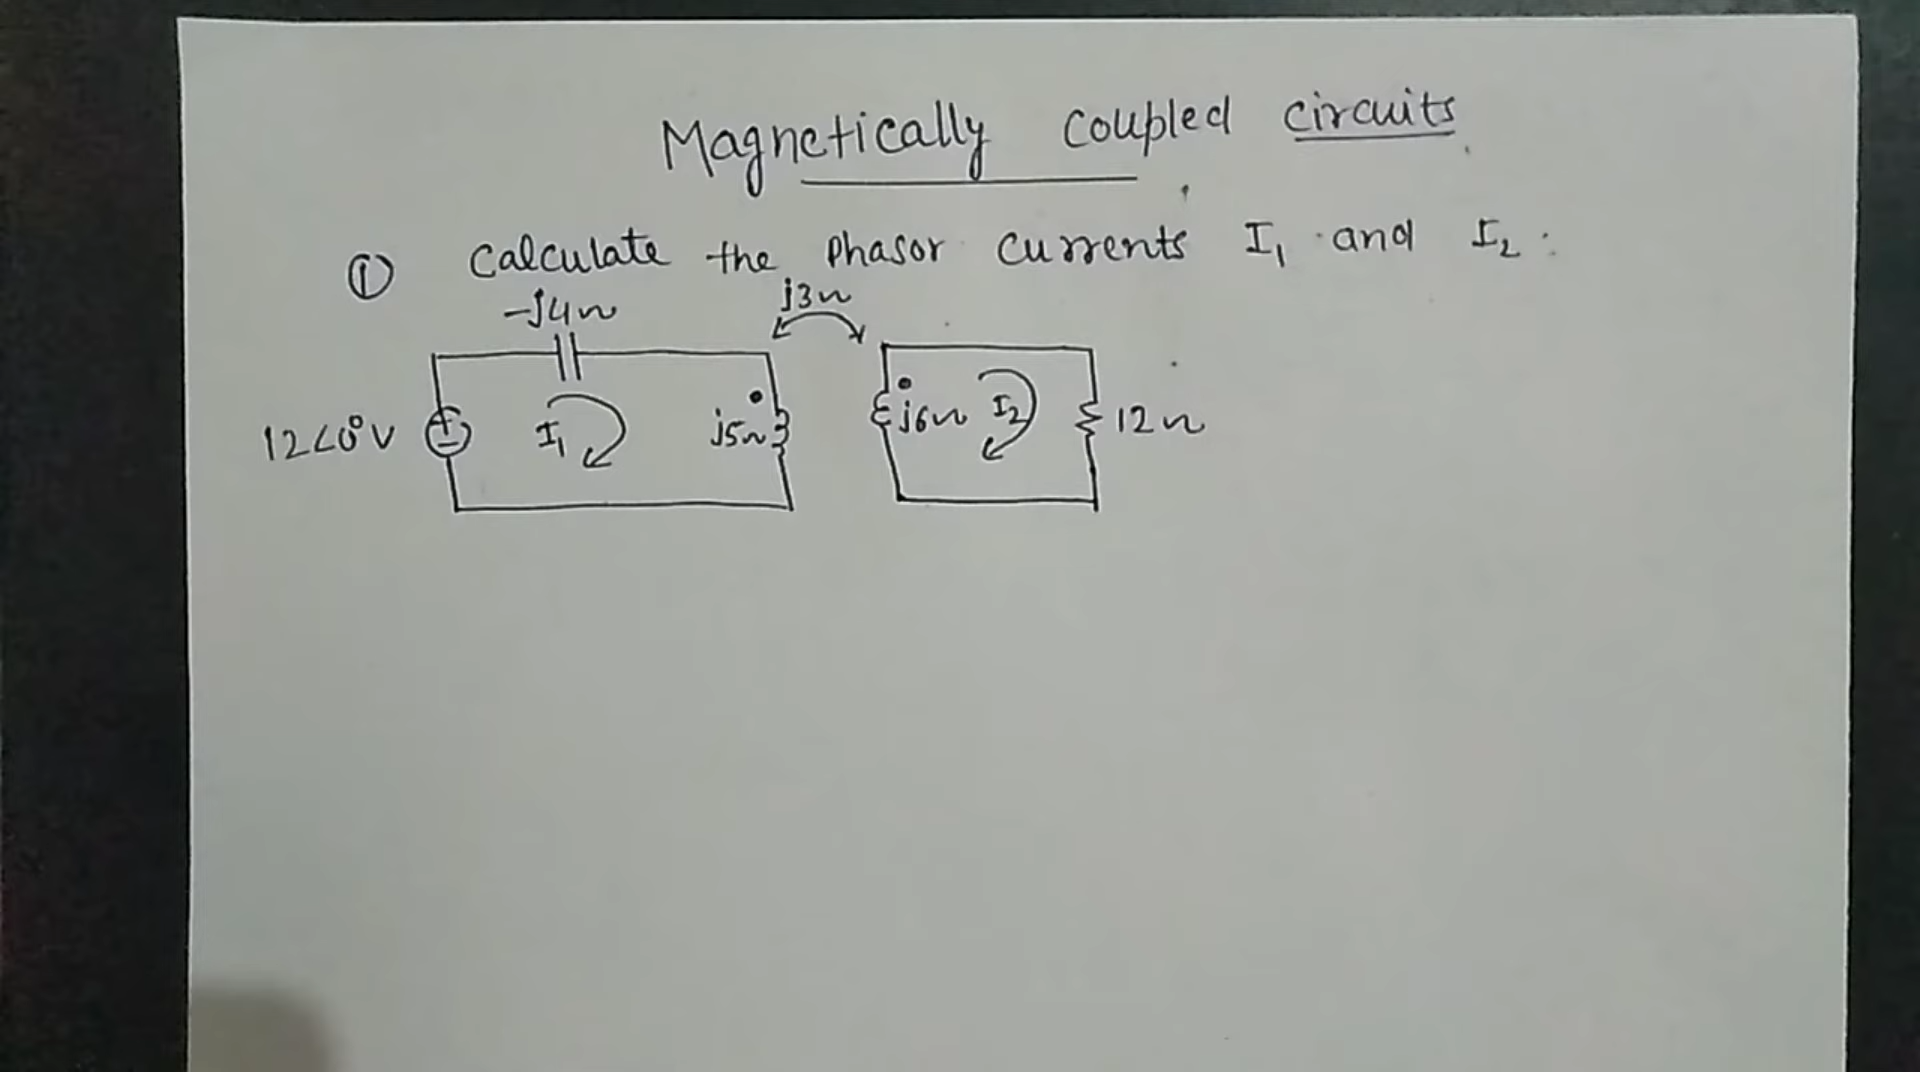 Magnetically coupled circuits
① Calculate the phasor currents I₁ and I₂.
-j4Ω j3Ω
12∠0° V + - I₁ j5Ω j6Ω I₂ 12Ω